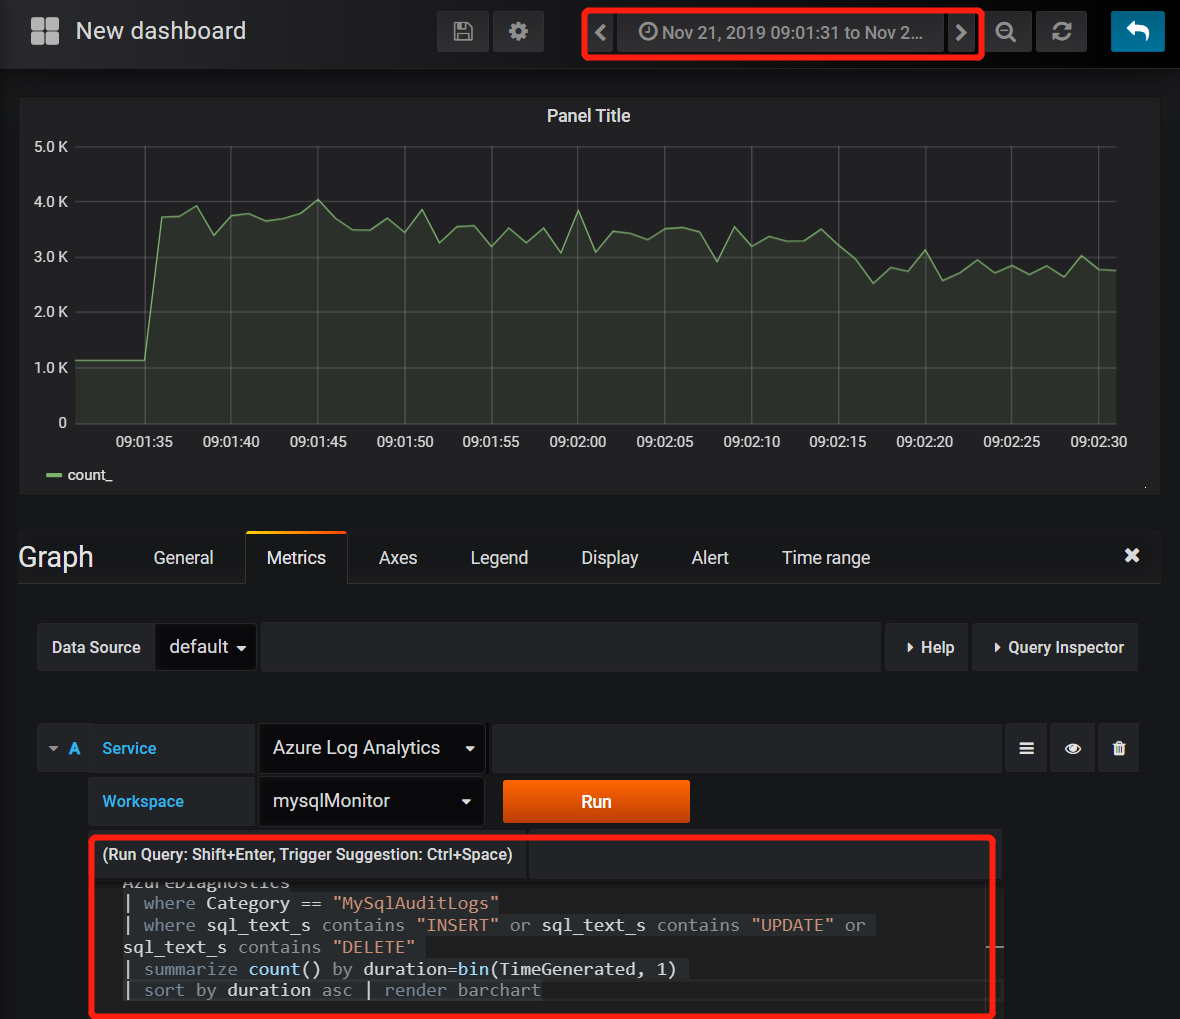 New dashboard
Nov 21, 2019 09:01:31 to Nov 2...
Panel Title
5.0 K
4.0 K
3.0 K
2.0 K
1.0 K
0
09:01:35 09:01:40 09:01:45 09:01:50 09:01:55 09:02:00 09:02:05 09:02:10 09:02:15 09:02:20 09:02:25 09:02:30
count_
Graph General Metrics Axes Legend Display Alert Time range
Data Source default Help Query Inspector
A Service Azure Log Analytics
Workspace mysqlMonitor Run
(Run Query: Shift+Enter, Trigger Suggestion: Ctrl+Space)
AzureDiagnostics
| where Category == "MySqlAuditLogs"
| where sql_text_s contains "INSERT" or sql_text_s contains "UPDATE" or
sql_text_s contains "DELETE"
| summarize count() by duration=bin(TimeGenerated, 1)
| sort by duration asc | render barchart